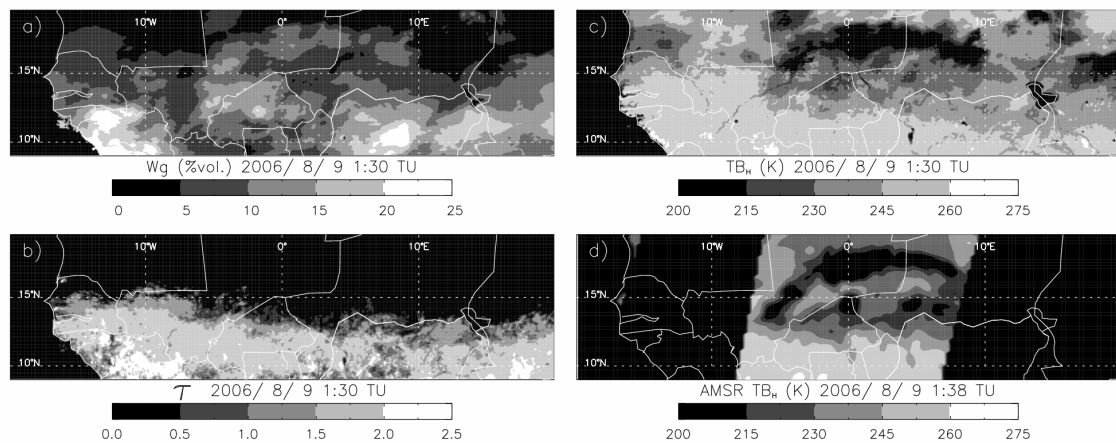 a)
10°W 0° 10°E
15°N
10°N
Wg (%vol.) 2006/ 8/ 9 1:30 TU
0 5 10 15 20 25
b)
10°W 0° 10°E
15°N
10°N
τ 2006/ 8/ 9 1:30 TU
0.0 0.5 1.0 1.5 2.0 2.5
c)
10°W 0° 10°E
15°N
10°N
TBH (K) 2006/ 8/ 9 1:30 TU
200 215 230 245 260 275
d)
10°W 0° 10°E
15°N
10°N
AMSR TBH (K) 2006/ 8/ 9 1:38 TU
200 215 230 245 260 275